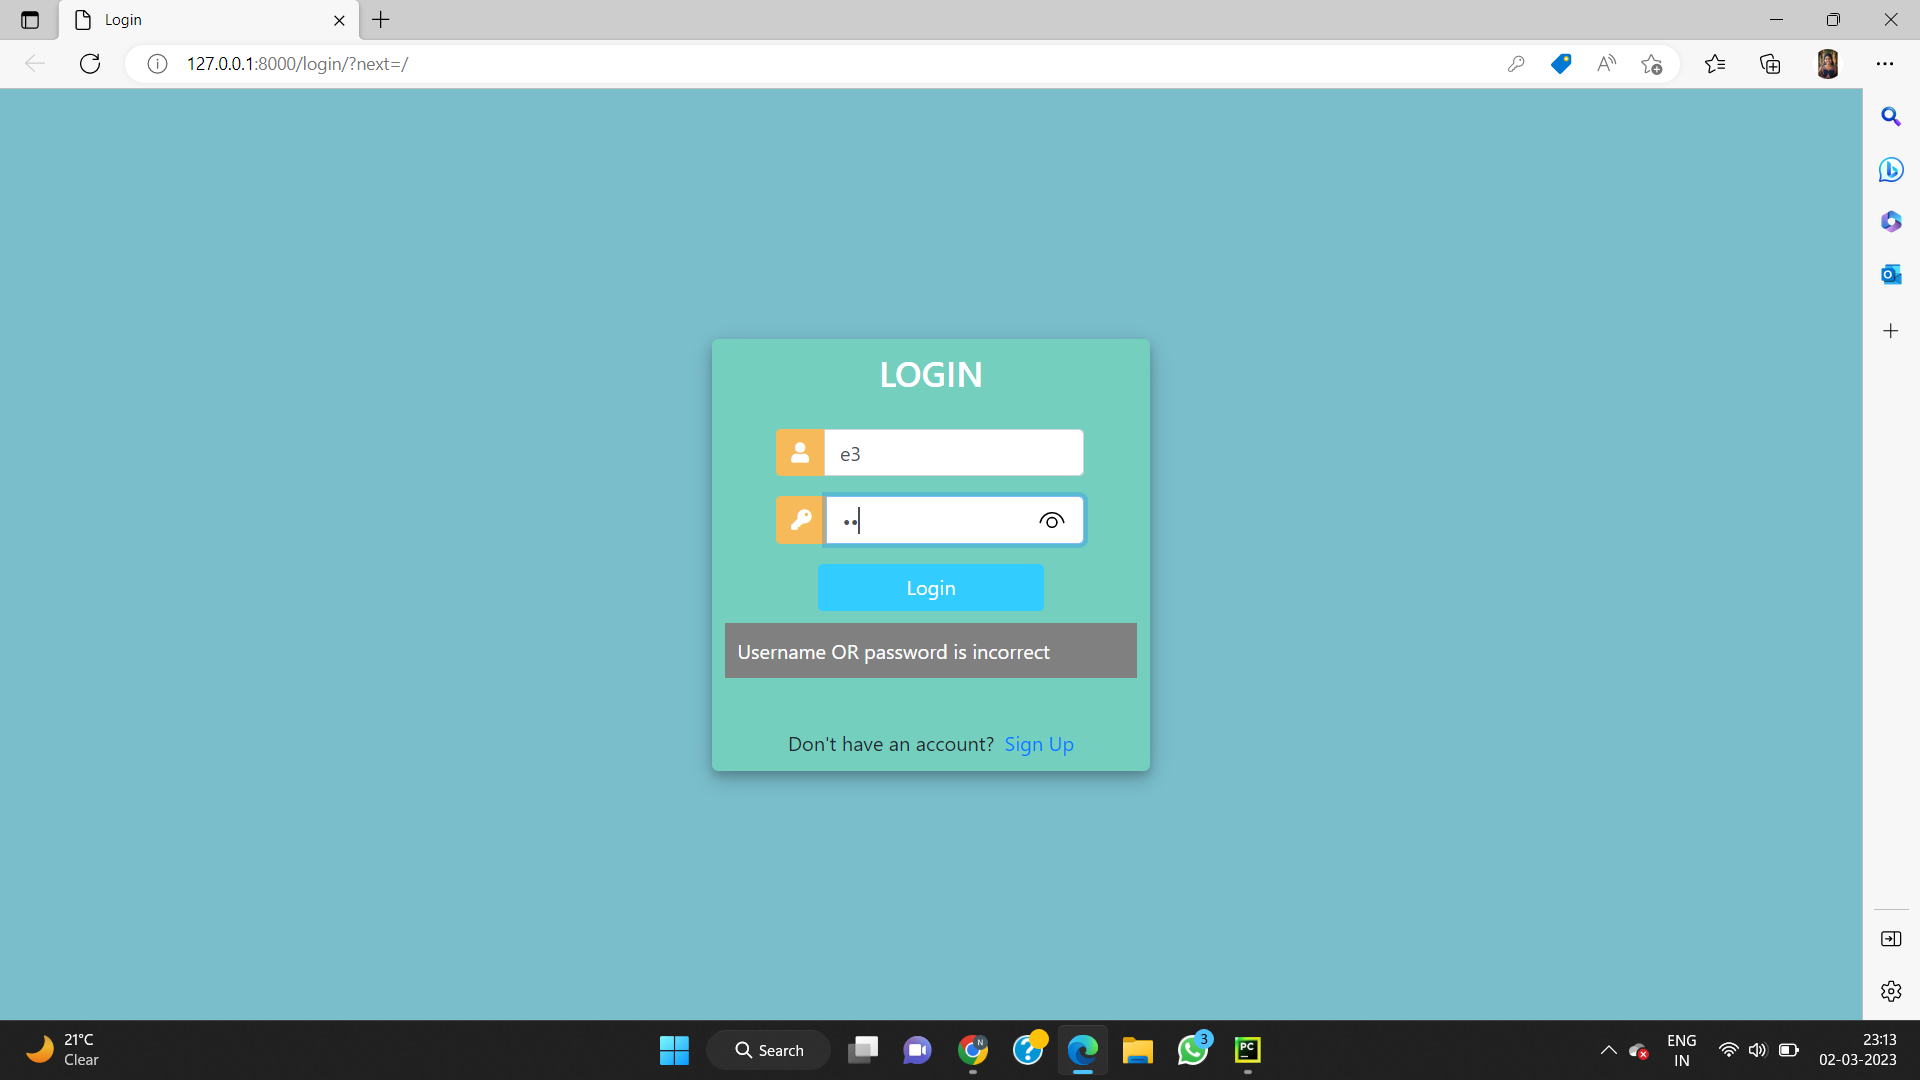 Login
127.0.0.1:8000/login/?next=/
LOGIN
e3
Login
Username OR password is incorrect
Don't have an account? Sign Up
21°C
Clear
Search
N
3
PC
ENG
IN
23:13
02-03-2023